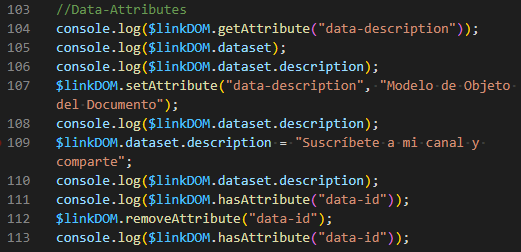 103 //Data-Attributes
104 console.log($linkDOM.getAttribute("data-description"));
105 console.log($linkDOM.dataset);
106 console.log($linkDOM.dataset.description);
107 $linkDOM.setAttribute("data-description", "Modelo de Objeto
del Documento");
108 console.log($linkDOM.dataset.description);
109 $linkDOM.dataset.description = "Suscríbete a mi canal y
comparte";
110 console.log($linkDOM.dataset.description);
111 console.log($linkDOM.hasAttribute("data-id"));
112 $linkDOM.removeAttribute("data-id");
113 console.log($linkDOM.hasAttribute("data-id"));